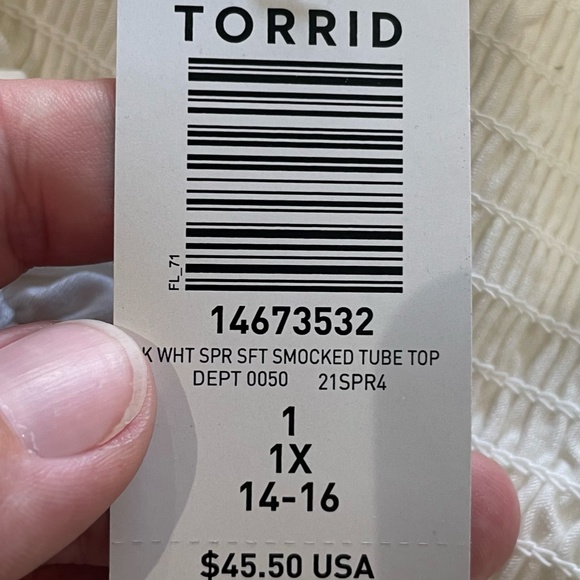 TORRID
FL_71
14673532
WHT SPR SFT SMOCKED TUBE TOP
DEPT 0050 21SPR4
1
1X
14-16
$45.50 USA